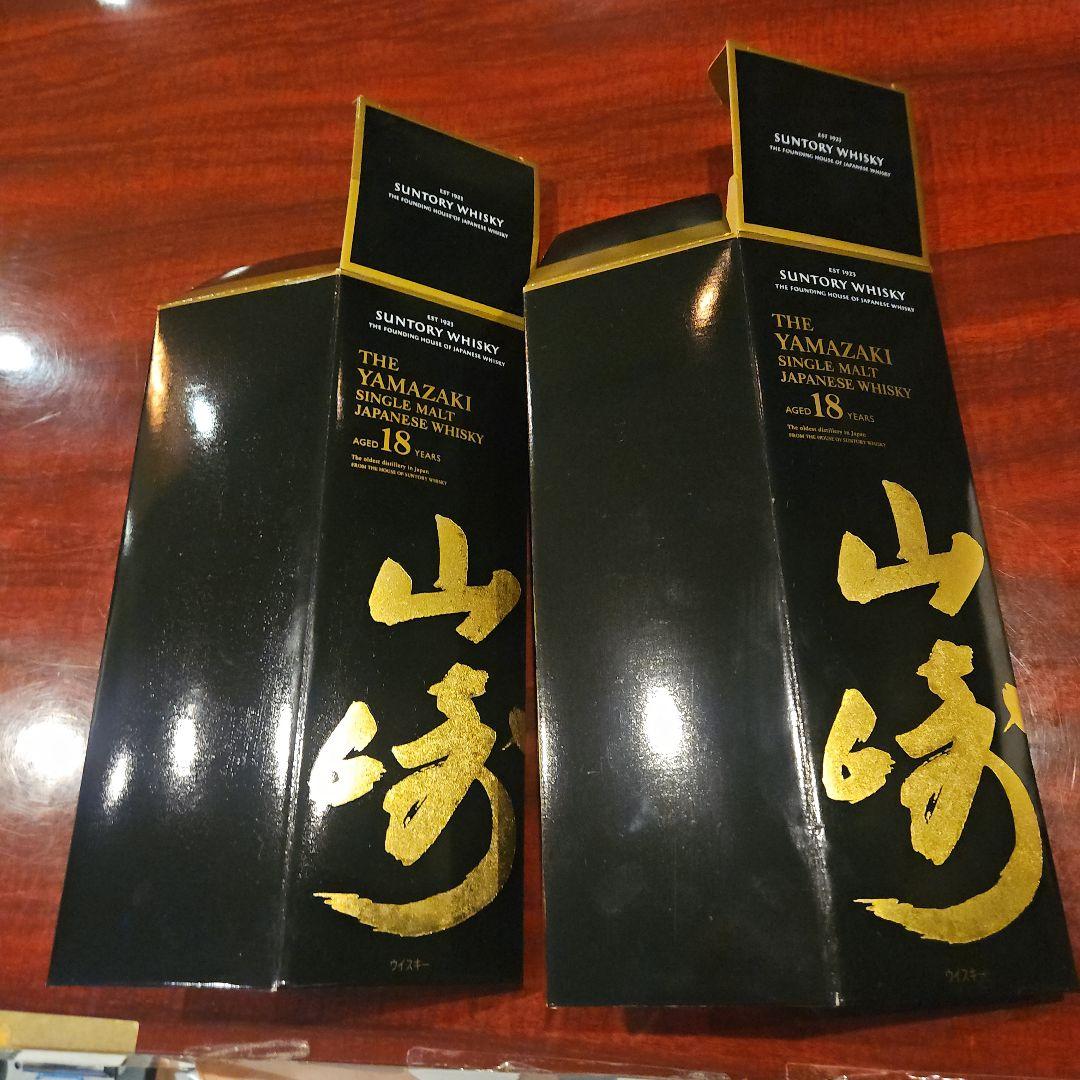 EST 1923
SUNTORY WHISKY
THE FOUNDING HOUSE OF JAPANESE WHISKY
EST 1923
SUNTORY WHISKY
THE FOUNDING HOUSE OF JAPANESE WHISKY
THE
YAMAZAKI
SINGLE MALT
JAPANESE WHISKY
AGED 18 YEARS
The oldest distillery in Japan
FROM THE HOUSE OF SUNTORY WHISKY
山
崎
ウイスキー
EST 1923
SUNTORY WHISKY
THE FOUNDING HOUSE OF JAPANESE WHISKY
EST 1923
SUNTORY WHISKY
THE FOUNDING HOUSE OF JAPANESE WHISKY
THE
YAMAZAKI
SINGLE MALT
JAPANESE WHISKY
AGED 18 YEARS
The oldest distillery in Japan
FROM THE HOUSE OF SUNTORY WHISKY
山
崎
ウイスキー